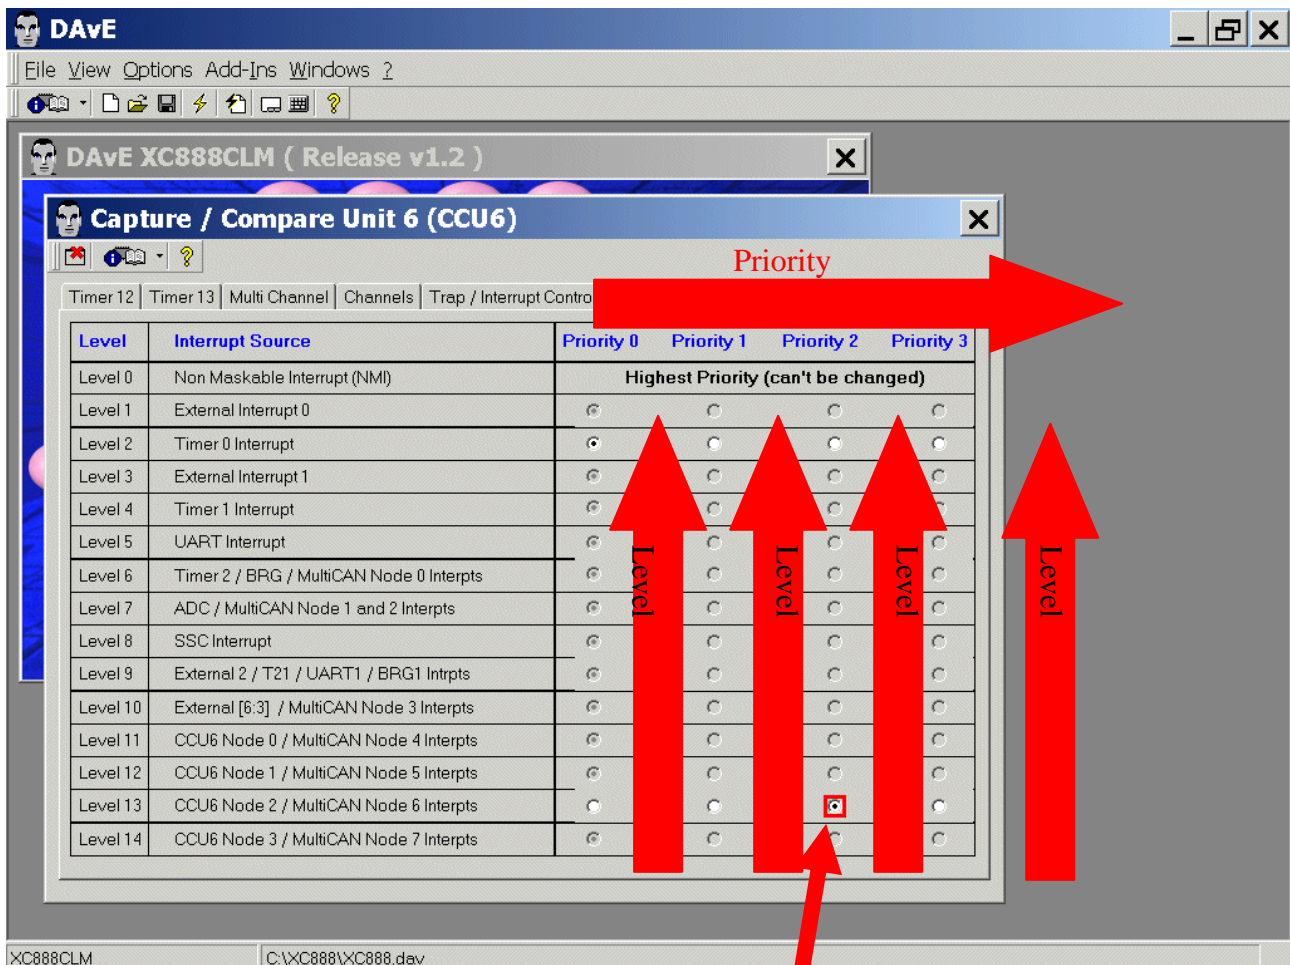 DAvE
File View Options Add-Ins Windows ?
DAvE XC888CLM ( Release v1.2 )
Capture / Compare Unit 6 (CCU6)
Priority
Timer 12 Timer 13 Multi Channel Channels Trap / Interrupt Contro
Level Interrupt Source Priority 0 Priority 1 Priority 2 Priority 3
Level 0 Non Maskable Interrupt (NMI) Highest Priority (can't be changed)
Level 1 External Interrupt 0
Level 2 Timer 0 Interrupt
Level 3 External Interrupt 1
Level 4 Timer 1 Interrupt
Level 5 UART Interrupt
Level 6 Timer 2 / BRG / MultiCAN Node 0 Interpts
Level 7 ADC / MultiCAN Node 1 and 2 Interpts
Level 8 SSC Interrupt
Level 9 External 2 / T21 / UART1 / BRG1 Intrpts
Level 10 External [6:3] / MultiCAN Node 3 Interpts
Level 11 CCU6 Node 0 / MultiCAN Node 4 Interpts
Level 12 CCU6 Node 1 / MultiCAN Node 5 Interpts
Level 13 CCU6 Node 2 / MultiCAN Node 6 Interpts
Level 14 CCU6 Node 3 / MultiCAN Node 7 Interpts
Level
Level
Level
Level
XC888CLM C:\XC888\XC888.dav